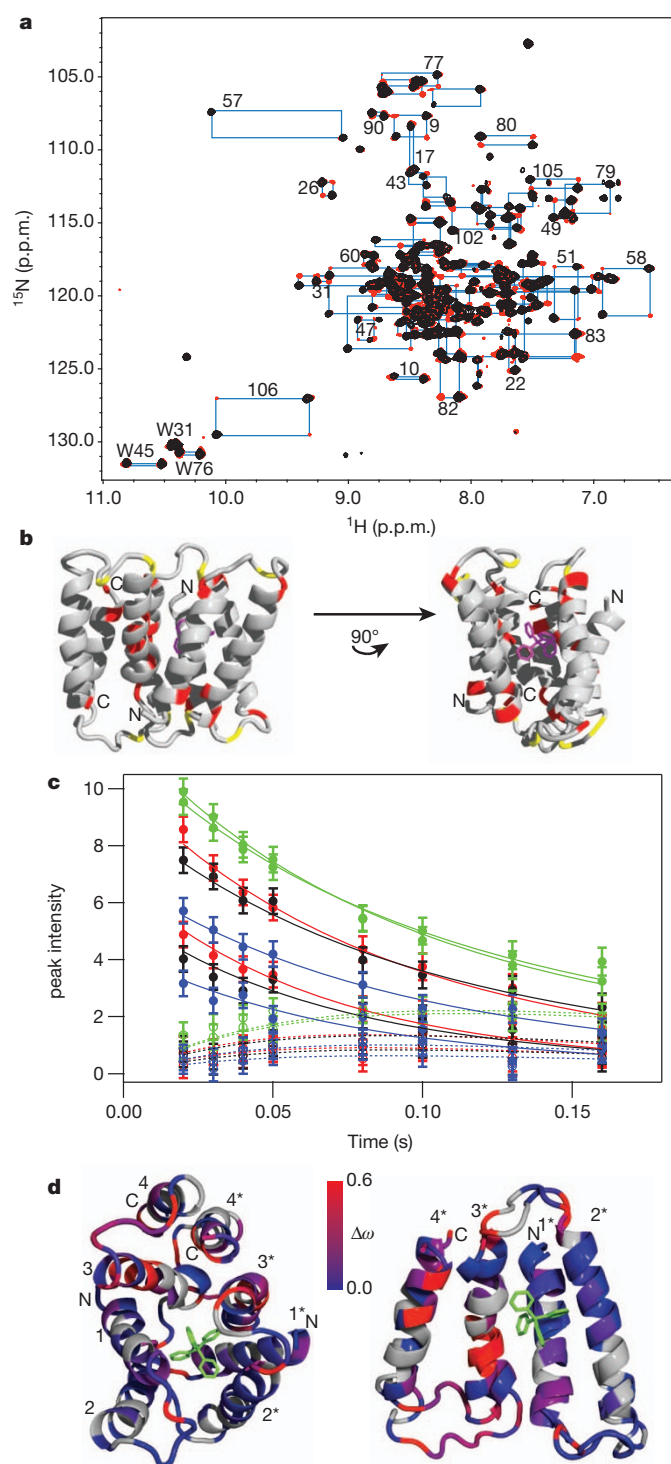 a
105.0
110.0
115.0
120.0
125.0
130.0
¹⁵N (p.p.m.)
77
57
90
9
80
17
26
43
105
79
49
102
60
51
58
31
47
83
10
22
82
106
W31
W45
W76
11.0
10.0
9.0
8.0
7.0
¹H (p.p.m.)
b
C
N
C
N
90°
C
N
N
C
c
10
8
6
4
2
0
peak intensity
0.00
0.05
0.10
0.15
Time (s)
d
4
C
4*
C
3
3*
N
1
1*N
2
2*
0.6
Δω
0.0
4*
C
3*
N
1*
2*